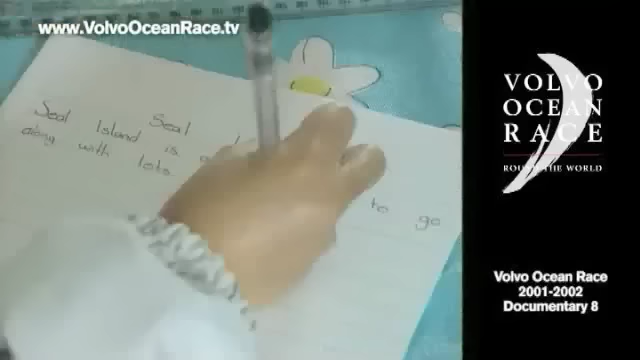 www.VolvoOceanRace.tv
Seal
Seal Island is
along with lots
to go
VOLVO
OCEAN
RACE
ROUND THE WORLD
Volvo Ocean Race
2001-2002
Documentary 8